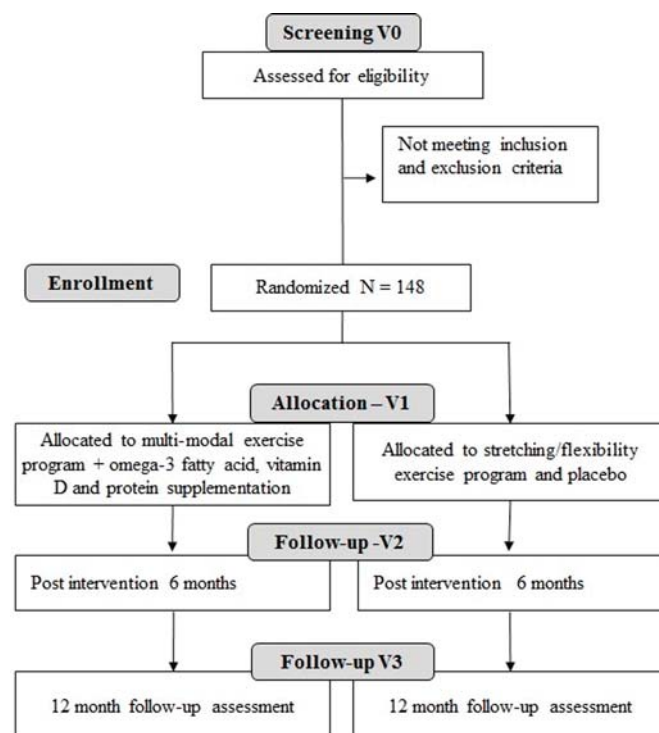 Screening V0
Assessed for eligibility
Not meeting inclusion
and exclusion criteria
Enrollment
Randomized N = 148
Allocation – V1
Allocated to multi-modal exercise
program + omega-3 fatty acid, vitamin
D and protein supplementation
Allocated to stretching/flexibility
exercise program and placebo
Follow-up -V2
Post intervention 6 months
Post intervention 6 months
Follow-up V3
12 month follow-up assessment
12 month follow-up assessment